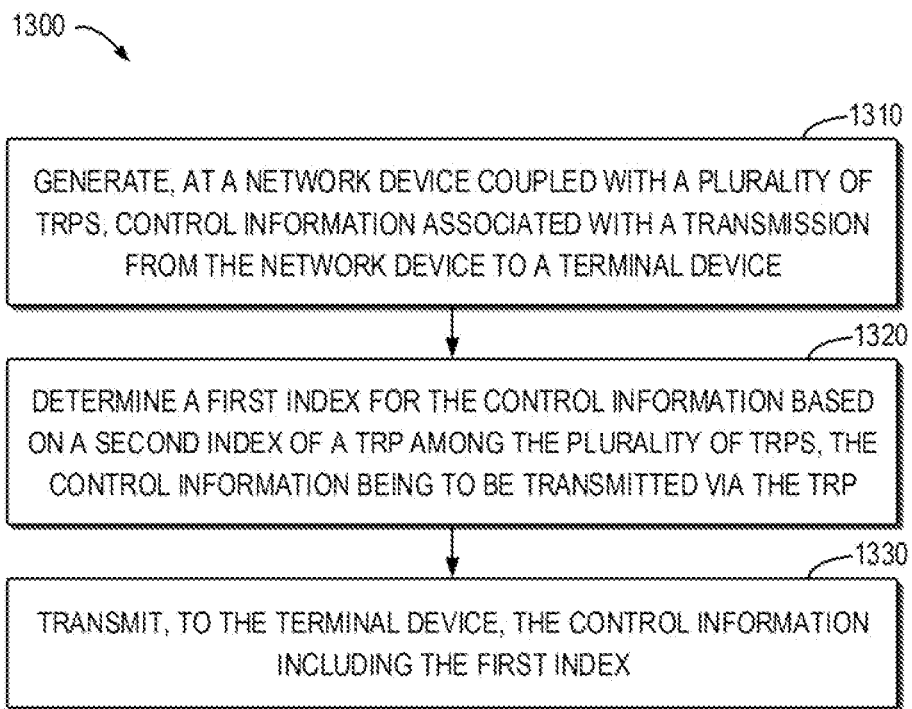 1300
1310
GENERATE, AT A NETWORK DEVICE COUPLED WITH A PLURALITY OF
TRPS, CONTROL INFORMATION ASSOCIATED WITH A TRANSMISSION
FROM THE NETWORK DEVICE TO A TERMINAL DEVICE
1320
DETERMINE A FIRST INDEX FOR THE CONTROL INFORMATION BASED
ON A SECOND INDEX OF A TRP AMONG THE PLURALITY OF TRPS, THE
CONTROL INFORMATION BEING TO BE TRANSMITTED VIA THE TRP
1330
TRANSMIT, TO THE TERMINAL DEVICE, THE CONTROL INFORMATION
INCLUDING THE FIRST INDEX